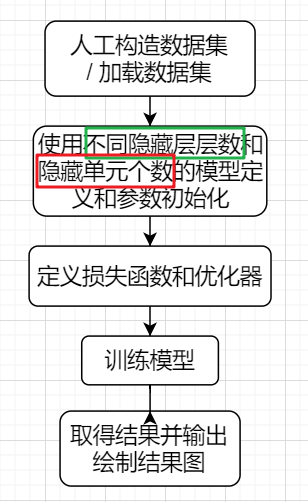 人工构造数据集
/ 加载数据集
使用不同隐藏层层数和
隐藏单元个数的模型定
义和参数初始化
定义损失函数和优化器
训练模型
取得结果并输出
绘制结果图